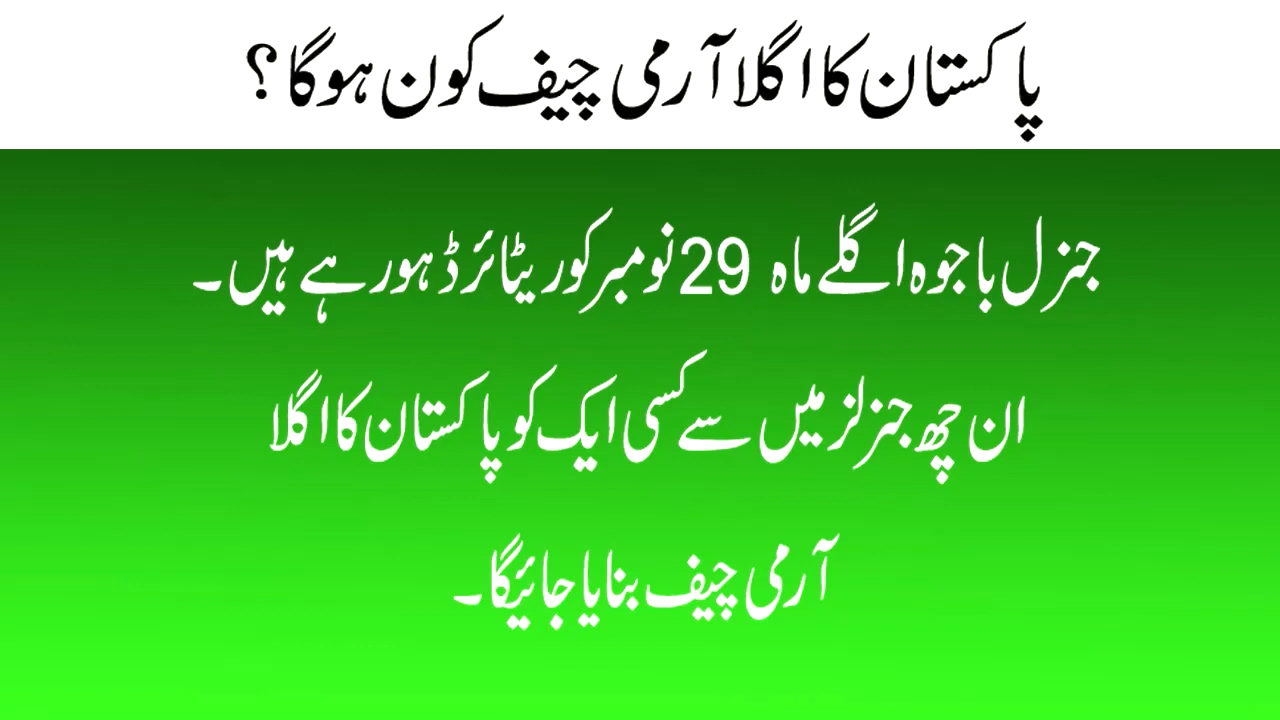 پاکستان کا اگلا آرمی چیف کون ہوگا؟
جنرل باجوہ اگلے ماہ 29 نومبر کو ریٹائرڈ ہو رہے ہیں۔
ان چھ جنرلز میں سے کسی ایک کو پاکستان کا اگلا
آرمی چیف بنایا جائیگا۔